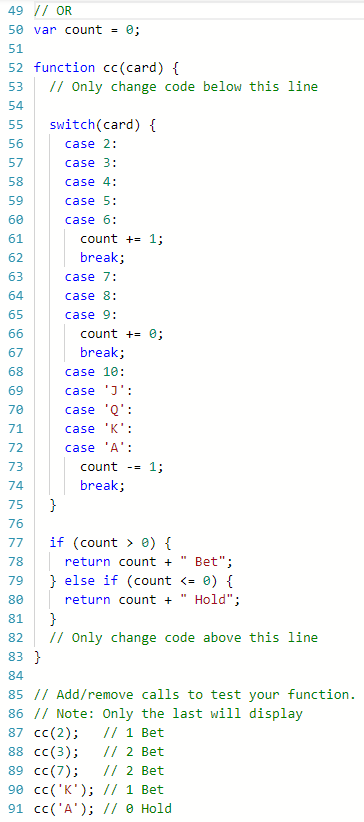 49 // OR
50 var count = 0;
51
52 function cc(card) {
53   // Only change code below this line
54
55   switch(card) {
56     case 2:
57     case 3:
58     case 4:
59     case 5:
60     case 6:
61       count += 1;
62       break;
63     case 7:
64     case 8:
65     case 9:
66       count += 0;
67       break;
68     case 10:
69     case 'J':
70     case 'Q':
71     case 'K':
72     case 'A':
73       count -= 1;
74       break;
75   }
76
77   if (count > 0) {
78     return count + " Bet";
79   } else if (count <= 0) {
80     return count + " Hold";
81   }
82   // Only change code above this line
83 }
84
85 // Add/remove calls to test your function.
86 // Note: Only the last will display
87 cc(2);   // 1 Bet
88 cc(3);   // 2 Bet
89 cc(7);   // 2 Bet
90 cc('K'); // 1 Bet
91 cc('A'); // 0 Hold